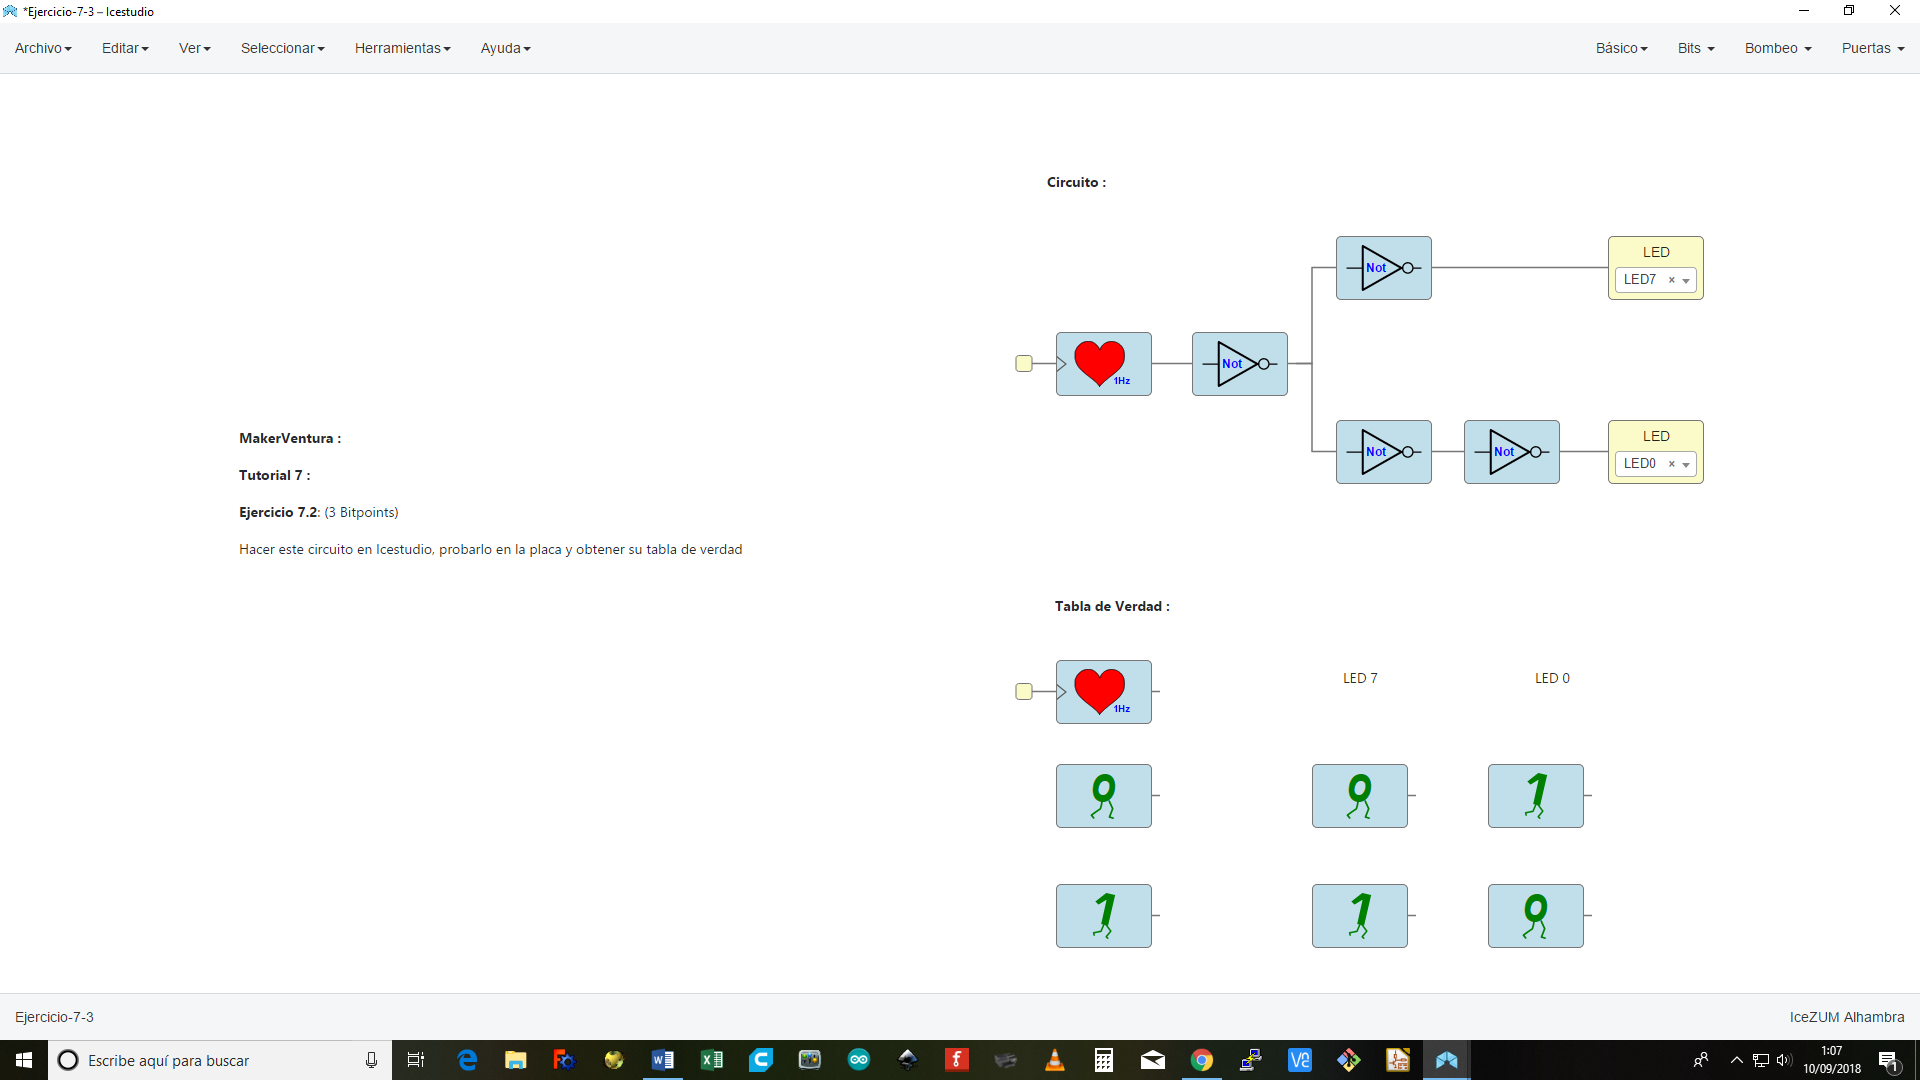 *Ejercicio-7-3 – Icestudio
Archivo Editar Ver Seleccionar Herramientas Ayuda Básico Bits Bombeo Puertas
Circuito :
Not
LED
LED7 ×
1Hz
Not
MakerVentura :
Tutorial 7 :
Ejercicio 7.2: (3 Bitpoints)
Hacer este circuito en Icestudio, probarlo en la placa y obtener su tabla de verdad
Not
Not
LED
LED0 ×
Tabla de Verdad :
1Hz
LED 7
LED 0
0 0 1
1 1 0
Ejercicio-7-3
IceZUM Alhambra
Escribe aquí para buscar
1:07
10/09/2018
1